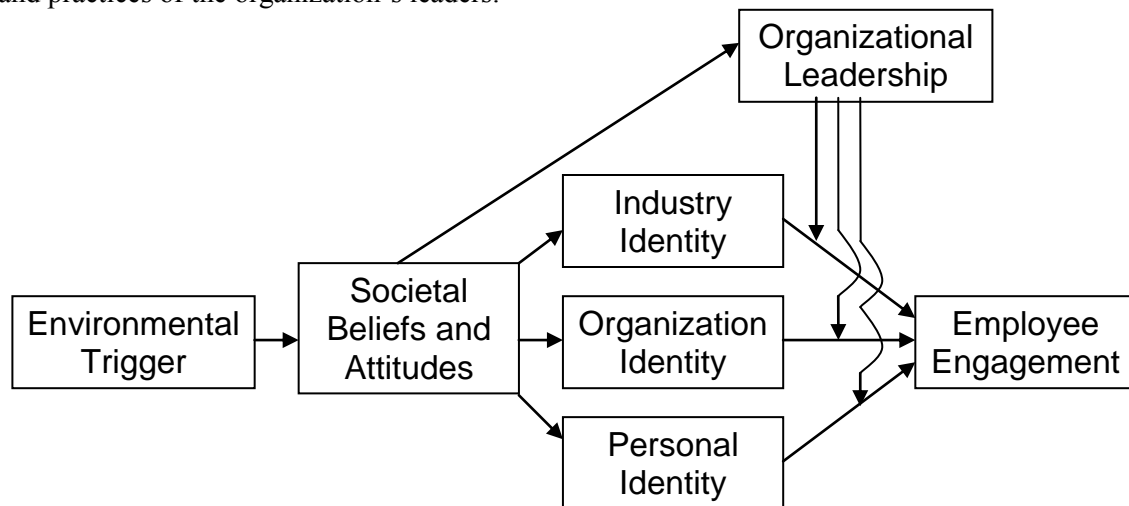 and practices of the organization's leaders.
Organizational
Leadership
Industry
Identity
Societal
Beliefs and
Attitudes
Environmental
Trigger
Organization
Identity
Employee
Engagement
Personal
Identity